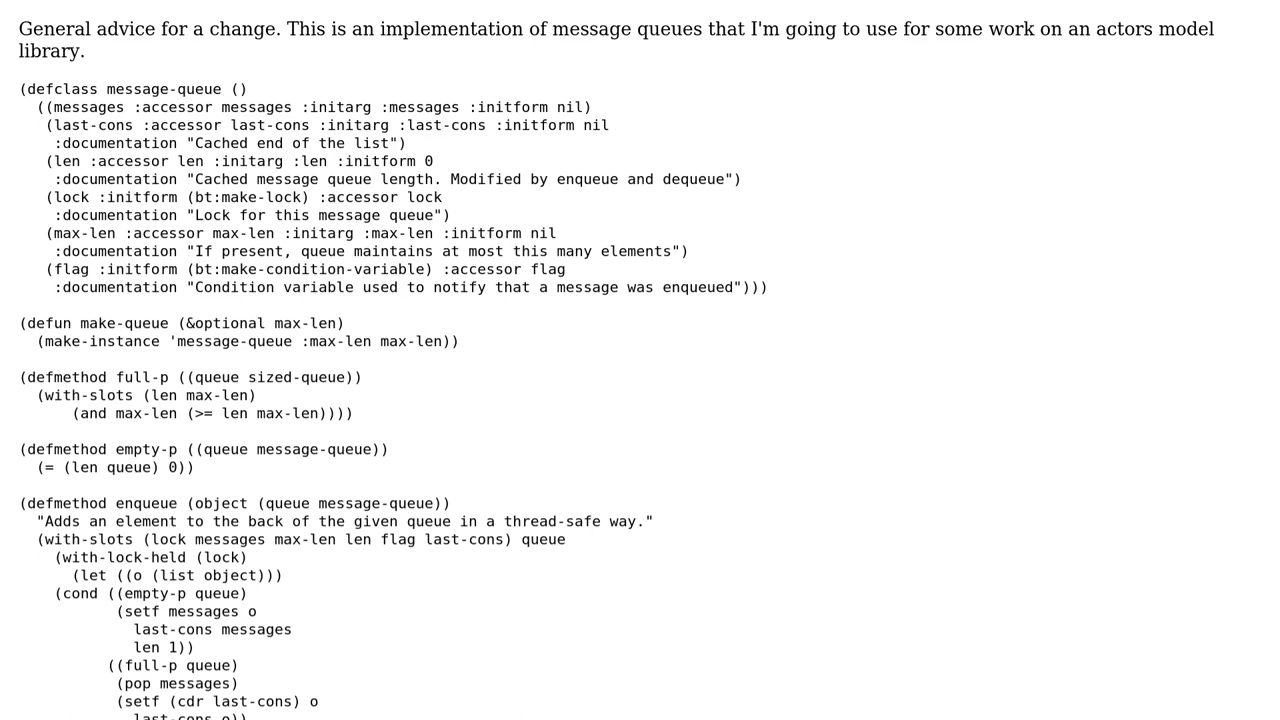 General advice for a change. This is an implementation of message queues that I'm going to use for some work on an actors model
library.
(defclass message-queue ()
  ((messages :accessor messages :initarg :messages :initform nil)
   (last-cons :accessor last-cons :initarg :last-cons :initform nil
    :documentation "Cached end of the list")
   (len :accessor len :initarg :len :initform 0
    :documentation "Cached message queue length. Modified by enqueue and dequeue")
   (lock :initform (bt:make-lock) :accessor lock
    :documentation "Lock for this message queue")
   (max-len :accessor max-len :initarg :max-len :initform nil
    :documentation "If present, queue maintains at most this many elements")
   (flag :initform (bt:make-condition-variable) :accessor flag
    :documentation "Condition variable used to notify that a message was enqueued")))
(defun make-queue (&optional max-len)
  (make-instance 'message-queue :max-len max-len))
(defmethod full-p ((queue sized-queue))
  (with-slots (len max-len)
      (and max-len (>= len max-len))))
(defmethod empty-p ((queue message-queue))
  (= (len queue) 0))
(defmethod enqueue (object (queue message-queue))
  "Adds an element to the back of the given queue in a thread-safe way."
  (with-slots (lock messages max-len len flag last-cons) queue
    (with-lock-held (lock)
      (let ((o (list object)))
    (cond ((empty-p queue)
           (setf messages o
             last-cons messages
             len 1))
          ((full-p queue)
           (pop messages)
           (setf (cdr last-cons) o
             last-cons o))